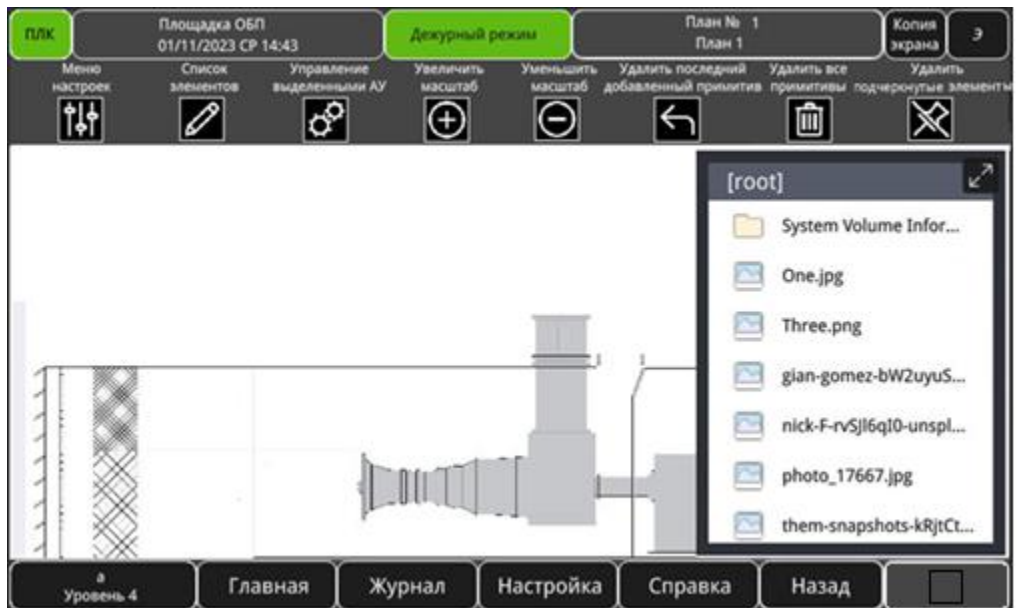 ПЛК
Площадка ОБП
01/11/2023 СР 14:43
Дежурный режим
План № 1
План 1
Копия
экрана
Э
Меню
настроек
Список
элементов
Управление
выделенными АУ
Увеличить
масштаб
Уменьшить
масштаб
Удалить последний
добавленный примитив
Удалить все
примитивы
Удалить
подчеркнутые элементы
[root]
System Volume Infor...
One.jpg
Three.png
gian-gomez-bW2uyuS...
nick-F-rvSJl6qI0-unspl...
photo_17667.jpg
them-snapshots-kRjtCt...
1
1
а
Уровень 4
Главная
Журнал
Настройка
Справка
Назад